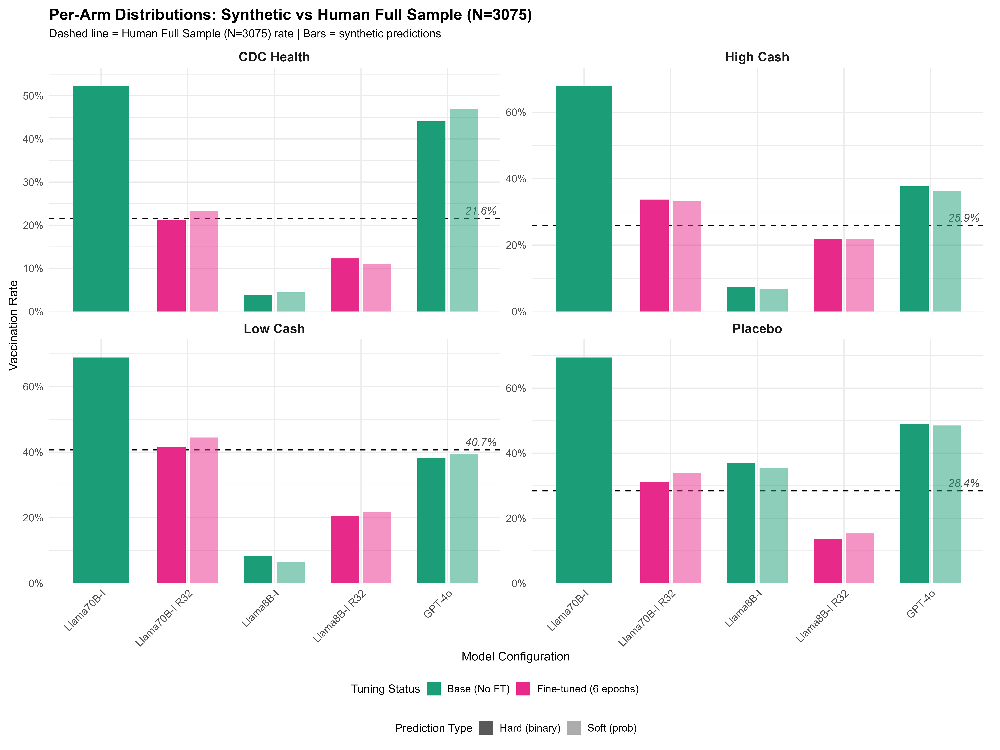 Per-Arm Distributions: Synthetic vs Human Full Sample (N=3075)
Dashed line = Human Full Sample (N=3075) rate | Bars = synthetic predictions
CDC Health
High Cash
50%
40%
30%
20%
10%
0%
21.6%
60%
40%
20%
0%
25.9%
Vaccination Rate
Low Cash
Placebo
60%
40%
20%
0%
40.7%
60%
40%
20%
0%
28.4%
Llama70B-I
Llama70B-I R32
Llama8B-I
Llama8B-I R32
GPT-4o
Llama70B-I
Llama70B-I R32
Llama8B-I
Llama8B-I R32
GPT-4o
Model Configuration
Tuning Status Base (No FT) Fine-tuned (6 epochs)
Prediction Type Hard (binary) Soft (prob)